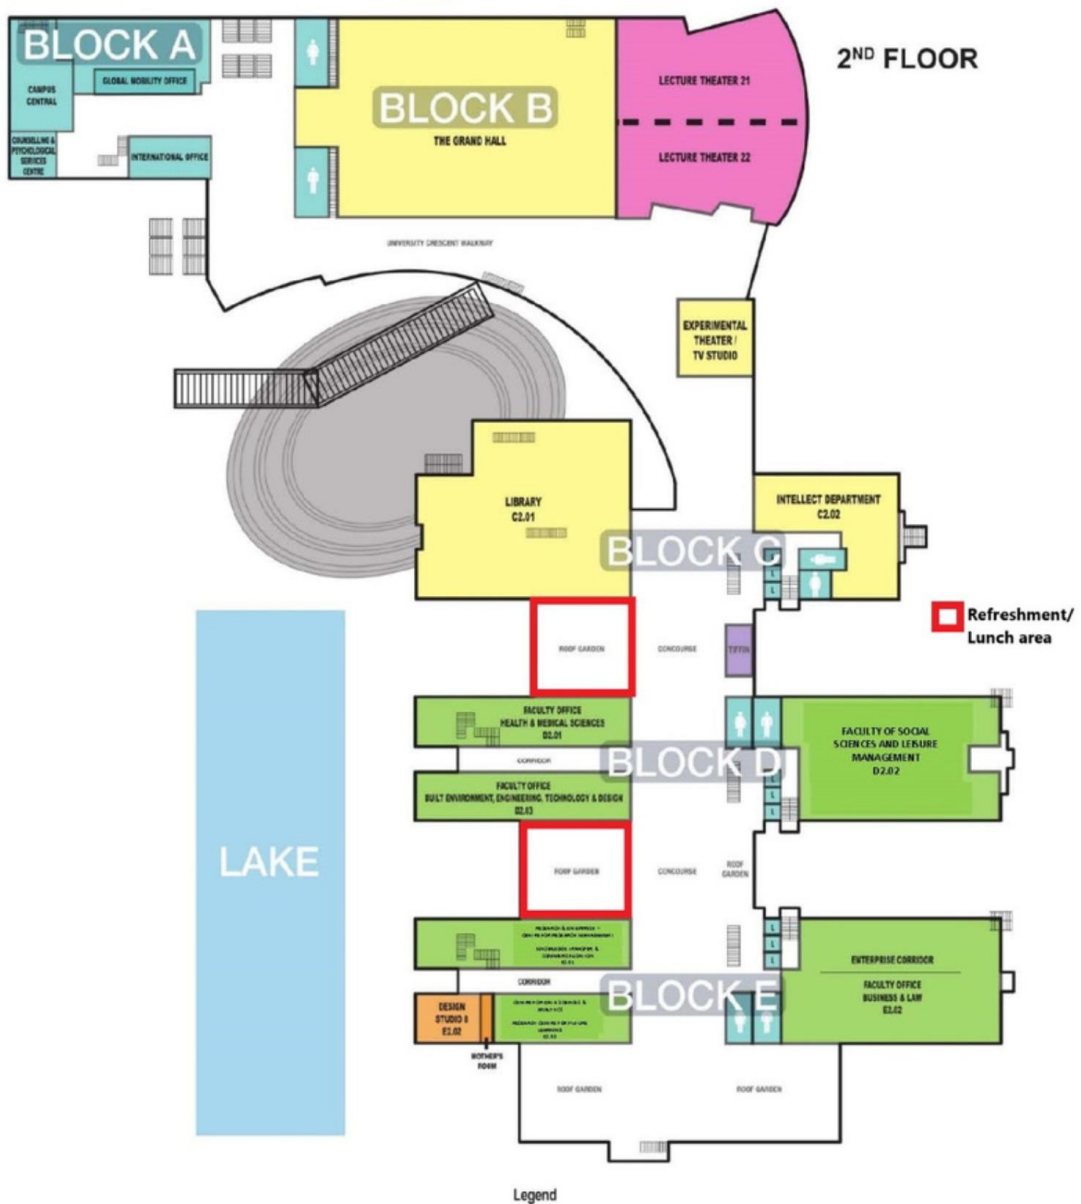 BLOCK A
GLOBAL MOBILITY OFFICE
CAMPUS
CENTRAL
COUNSELLING &
PSYCHOLOGICAL
SERVICES
CENTRE
INTERNATIONAL OFFICE
BLOCK B
THE GRAND HALL
LECTURE THEATER 21
LECTURE THEATER 22
2ND FLOOR
UNIVERSITY CRESCENT WALKWAY
EXPERIMENTAL
THEATER /
TV STUDIO
LIBRARY
C2.01
INTELLECT DEPARTMENT
C2.02
BLOCK C
L
L
L
Refreshment/
Lunch area
ROOF GARDEN
CONCOURSE
TIFFIN
FACULTY OFFICE
HEALTH & MEDICAL SCIENCES
D2.01
CORRIDOR
BLOCK D
FACULTY OF SOCIAL
SCIENCES AND LEISURE
MANAGEMENT
D2.02
L
L
L
FACULTY OFFICE
BUILT ENVIRONMENT, ENGINEERING, TECHNOLOGY & DESIGN
D2.03
LAKE
ROOF GARDEN
CONCOURSE
ROOF
GARDEN
L
L
L
CORRIDOR
BLOCK E
ENTERPRISE CORRIDOR
FACULTY OFFICE
BUSINESS & LAW
E2.02
DESIGN
STUDIO 8
E2.02
MOTHER'S
ROOM
ROOF GARDEN
ROOF GARDEN
Legend